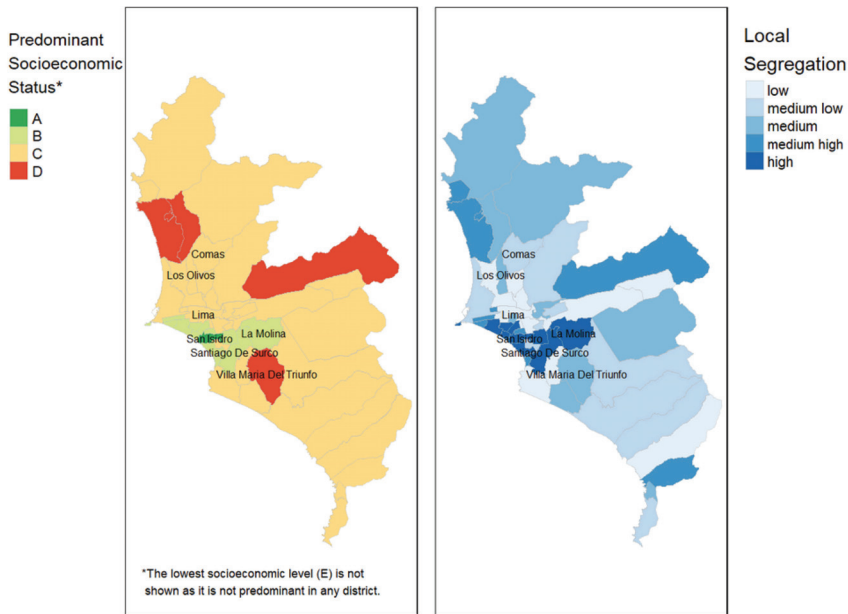 Predominant
Socioeconomic
Status*
A
B
C
D
Comas
Los Olivos
Lima
La Molina
San Isidro
Santiago De Surco
Villa Maria Del Triunfo
*The lowest socioeconomic level (E) is not
shown as it is not predominant in any district.
Comas
Los Olivos
Lima
La Molina
San Isidro
Santiago De Surco
Villa Maria Del Triunfo
Local
Segregation
low
medium low
medium
medium high
high